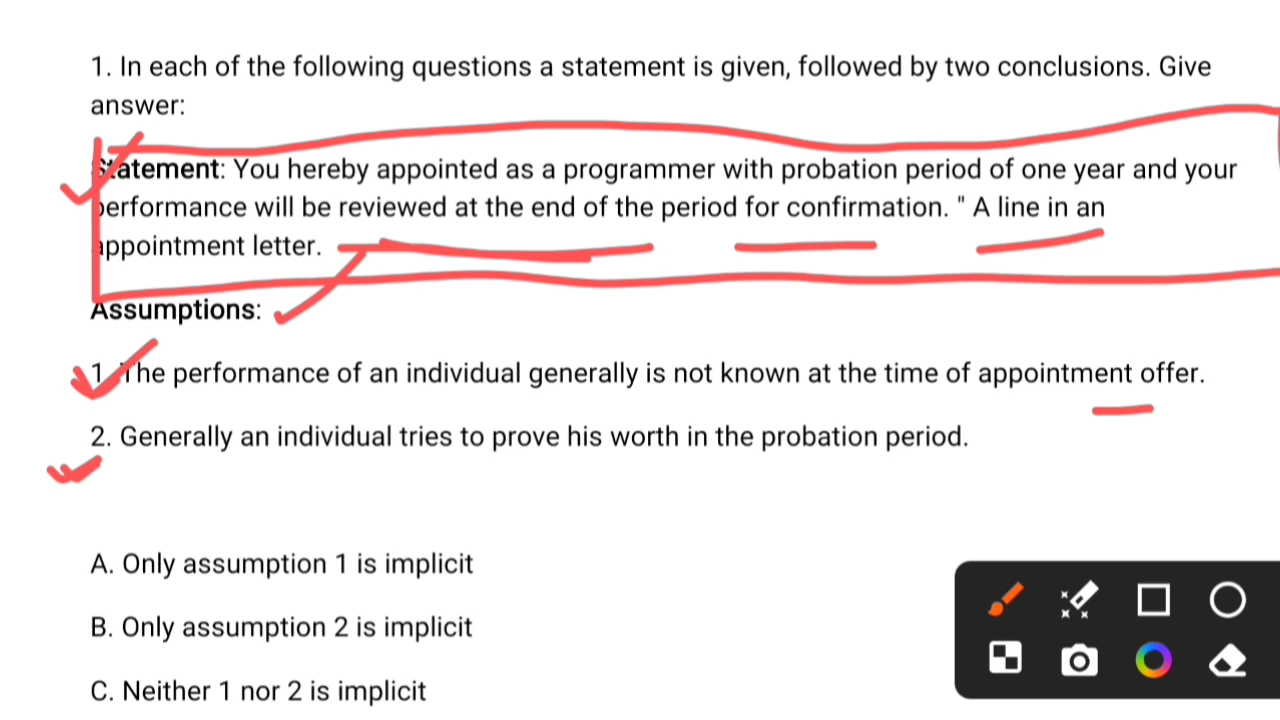 1. In each of the following questions a statement is given, followed by two conclusions. Give
answer:
Statement: You hereby appointed as a programmer with probation period of one year and your
performance will be reviewed at the end of the period for confirmation. " A line in an
appointment letter.
Assumptions:
1. The performance of an individual generally is not known at the time of appointment offer.
2. Generally an individual tries to prove his worth in the probation period.
A. Only assumption 1 is implicit
B. Only assumption 2 is implicit
C. Neither 1 nor 2 is implicit